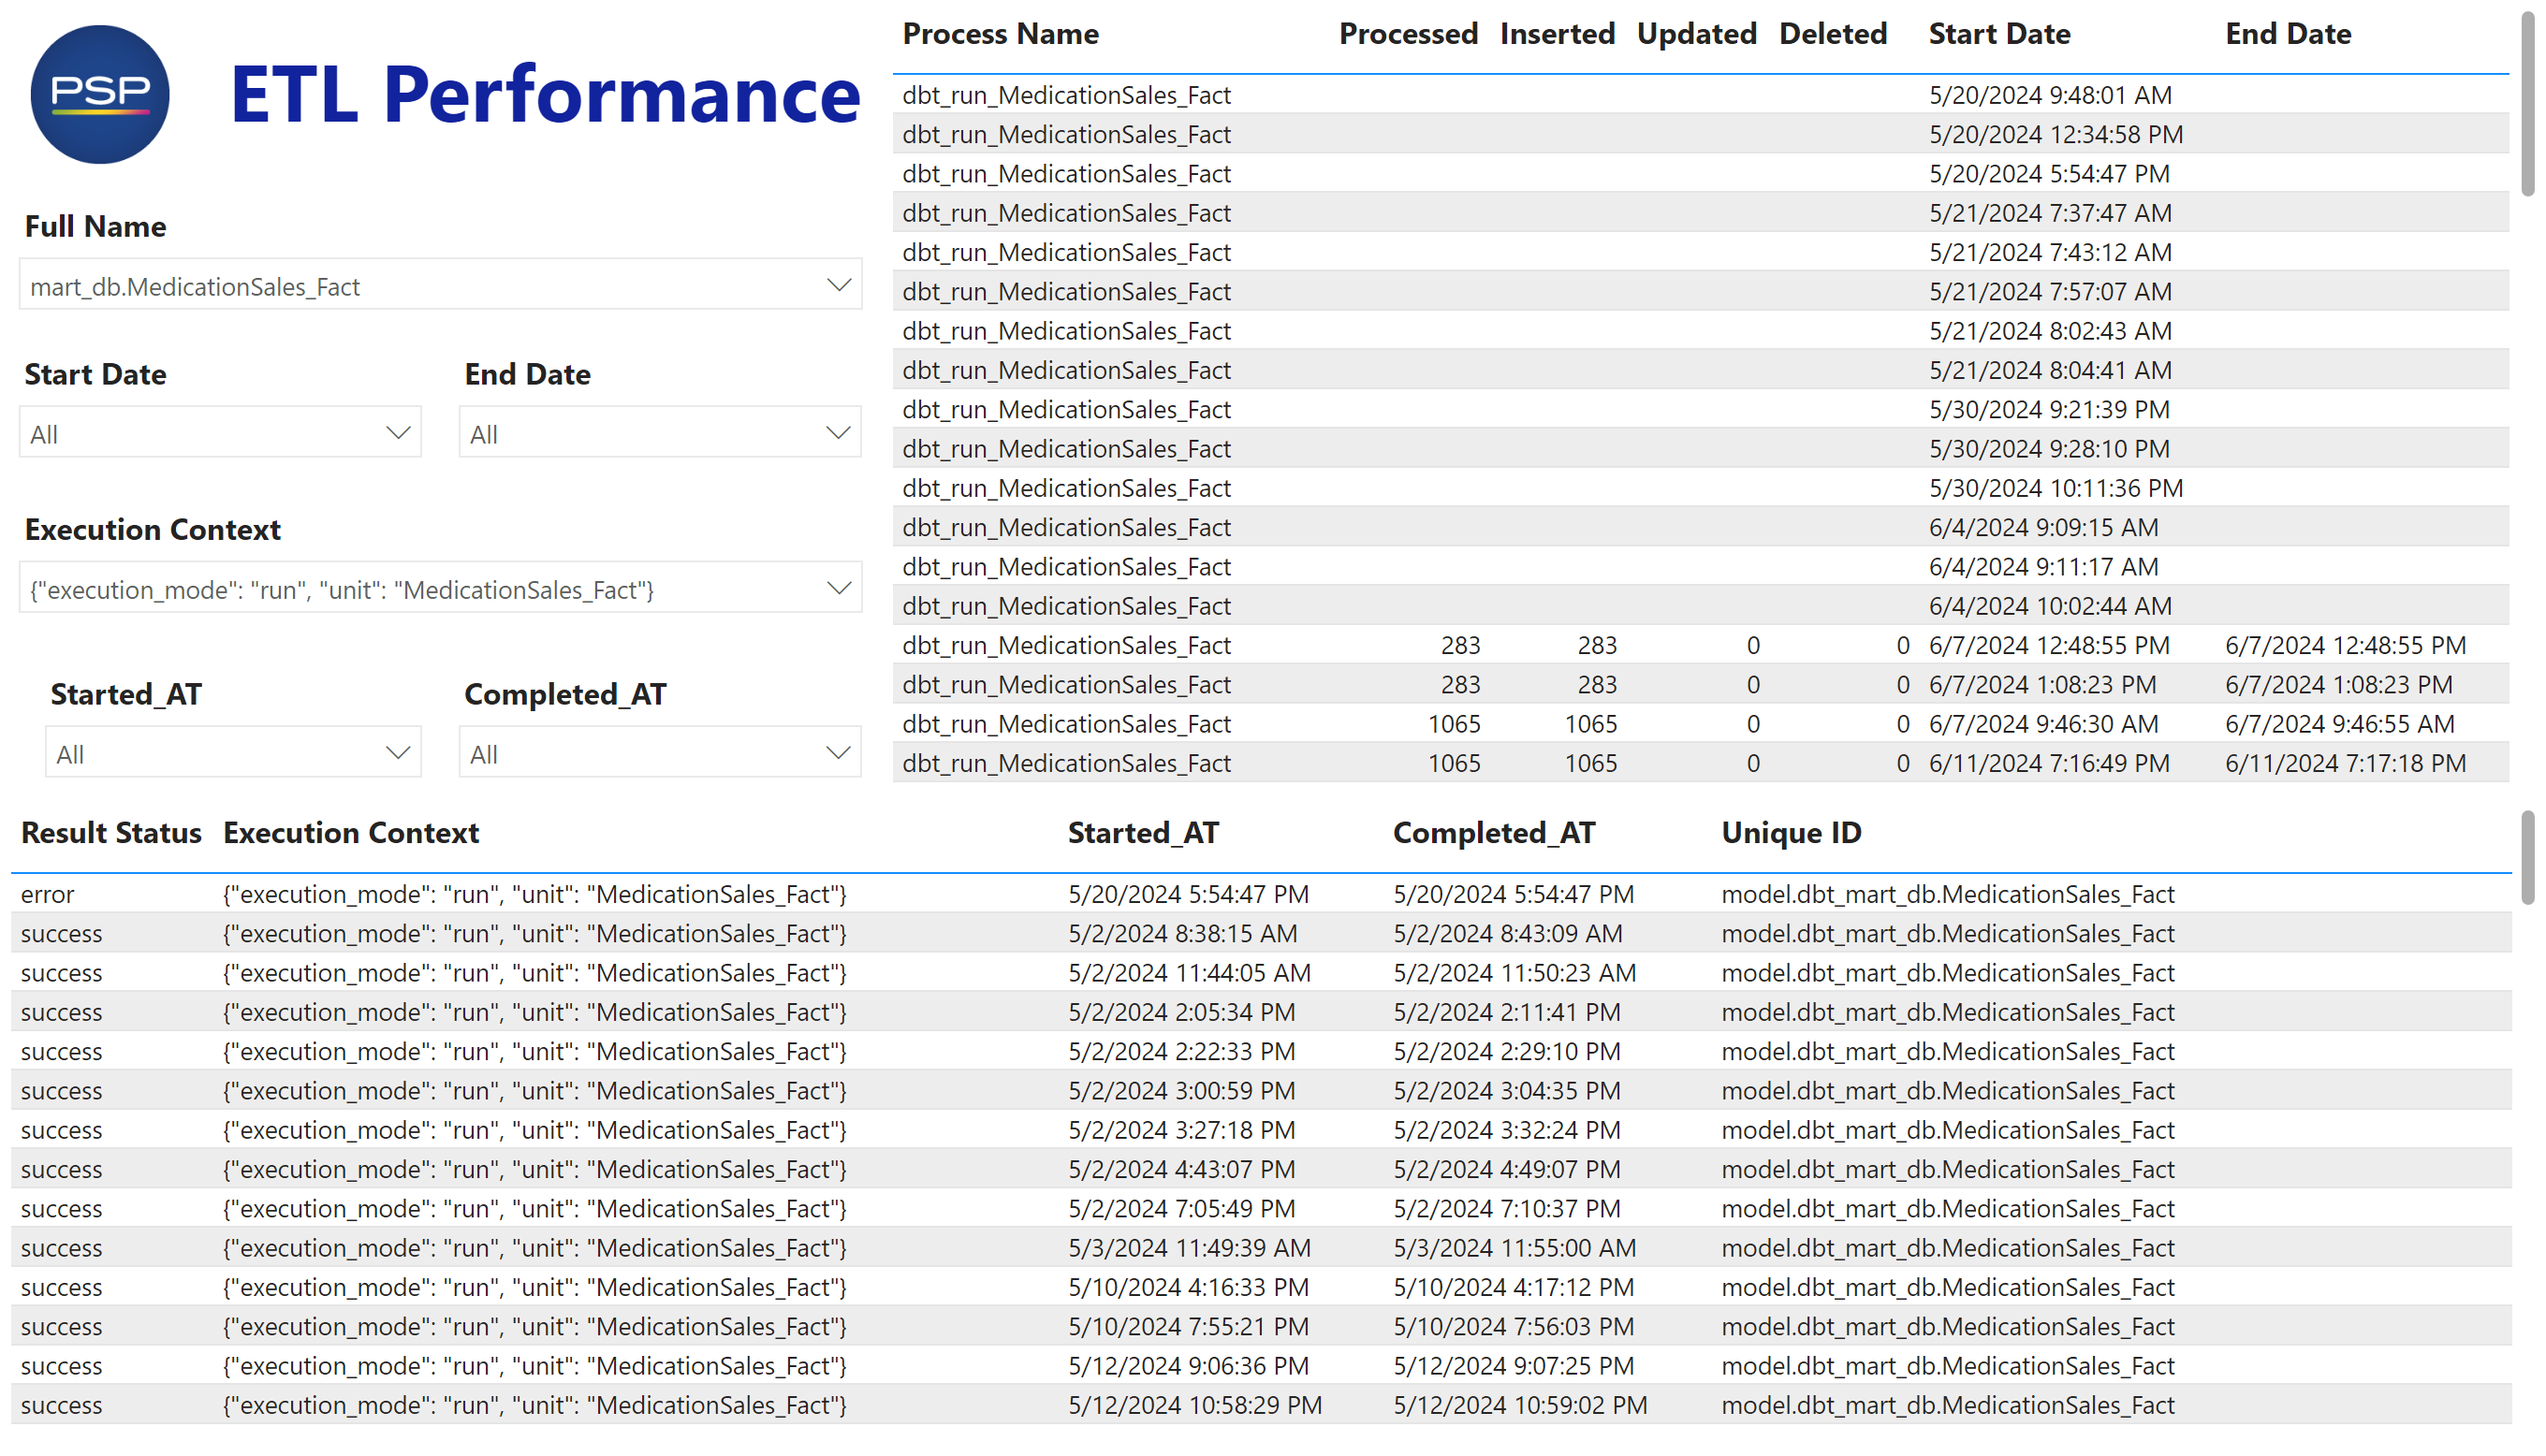 PSP
ETL Performance
Full Name
mart_db.MedicationSales_Fact
Start Date End Date
All All
Execution Context
{"execution_mode": "run", "unit": "MedicationSales_Fact"}
Started_AT Completed_AT
All All
Process Name Processed Inserted Updated Deleted Start Date End Date
dbt_run_MedicationSales_Fact 5/20/2024 9:48:01 AM
dbt_run_MedicationSales_Fact 5/20/2024 12:34:58 PM
dbt_run_MedicationSales_Fact 5/20/2024 5:54:47 PM
dbt_run_MedicationSales_Fact 5/21/2024 7:37:47 AM
dbt_run_MedicationSales_Fact 5/21/2024 7:43:12 AM
dbt_run_MedicationSales_Fact 5/21/2024 7:57:07 AM
dbt_run_MedicationSales_Fact 5/21/2024 8:02:43 AM
dbt_run_MedicationSales_Fact 5/21/2024 8:04:41 AM
dbt_run_MedicationSales_Fact 5/30/2024 9:21:39 PM
dbt_run_MedicationSales_Fact 5/30/2024 9:28:10 PM
dbt_run_MedicationSales_Fact 5/30/2024 10:11:36 PM
dbt_run_MedicationSales_Fact 6/4/2024 9:09:15 AM
dbt_run_MedicationSales_Fact 6/4/2024 9:11:17 AM
dbt_run_MedicationSales_Fact 6/4/2024 10:02:44 AM
dbt_run_MedicationSales_Fact 283 283 0 0 6/7/2024 12:48:55 PM 6/7/2024 12:48:55 PM
dbt_run_MedicationSales_Fact 283 283 0 0 6/7/2024 1:08:23 PM 6/7/2024 1:08:23 PM
dbt_run_MedicationSales_Fact 1065 1065 0 0 6/7/2024 9:46:30 AM 6/7/2024 9:46:55 AM
dbt_run_MedicationSales_Fact 1065 1065 0 0 6/11/2024 7:16:49 PM 6/11/2024 7:17:18 PM
Result Status Execution Context Started_AT Completed_AT Unique ID
error {"execution_mode": "run", "unit": "MedicationSales_Fact"} 5/20/2024 5:54:47 PM 5/20/2024 5:54:47 PM model.dbt_mart_db.MedicationSales_Fact
success {"execution_mode": "run", "unit": "MedicationSales_Fact"} 5/2/2024 8:38:15 AM 5/2/2024 8:43:09 AM model.dbt_mart_db.MedicationSales_Fact
success {"execution_mode": "run", "unit": "MedicationSales_Fact"} 5/2/2024 11:44:05 AM 5/2/2024 11:50:23 AM model.dbt_mart_db.MedicationSales_Fact
success {"execution_mode": "run", "unit": "MedicationSales_Fact"} 5/2/2024 2:05:34 PM 5/2/2024 2:11:41 PM model.dbt_mart_db.MedicationSales_Fact
success {"execution_mode": "run", "unit": "MedicationSales_Fact"} 5/2/2024 2:22:33 PM 5/2/2024 2:29:10 PM model.dbt_mart_db.MedicationSales_Fact
success {"execution_mode": "run", "unit": "MedicationSales_Fact"} 5/2/2024 3:00:59 PM 5/2/2024 3:04:35 PM model.dbt_mart_db.MedicationSales_Fact
success {"execution_mode": "run", "unit": "MedicationSales_Fact"} 5/2/2024 3:27:18 PM 5/2/2024 3:32:24 PM model.dbt_mart_db.MedicationSales_Fact
success {"execution_mode": "run", "unit": "MedicationSales_Fact"} 5/2/2024 4:43:07 PM 5/2/2024 4:49:07 PM model.dbt_mart_db.MedicationSales_Fact
success {"execution_mode": "run", "unit": "MedicationSales_Fact"} 5/2/2024 7:05:49 PM 5/2/2024 7:10:37 PM model.dbt_mart_db.MedicationSales_Fact
success {"execution_mode": "run", "unit": "MedicationSales_Fact"} 5/3/2024 11:49:39 AM 5/3/2024 11:55:00 AM model.dbt_mart_db.MedicationSales_Fact
success {"execution_mode": "run", "unit": "MedicationSales_Fact"} 5/10/2024 4:16:33 PM 5/10/2024 4:17:12 PM model.dbt_mart_db.MedicationSales_Fact
success {"execution_mode": "run", "unit": "MedicationSales_Fact"} 5/10/2024 7:55:21 PM 5/10/2024 7:56:03 PM model.dbt_mart_db.MedicationSales_Fact
success {"execution_mode": "run", "unit": "MedicationSales_Fact"} 5/12/2024 9:06:36 PM 5/12/2024 9:07:25 PM model.dbt_mart_db.MedicationSales_Fact
success {"execution_mode": "run", "unit": "MedicationSales_Fact"} 5/12/2024 10:58:29 PM 5/12/2024 10:59:02 PM model.dbt_mart_db.MedicationSales_Fact